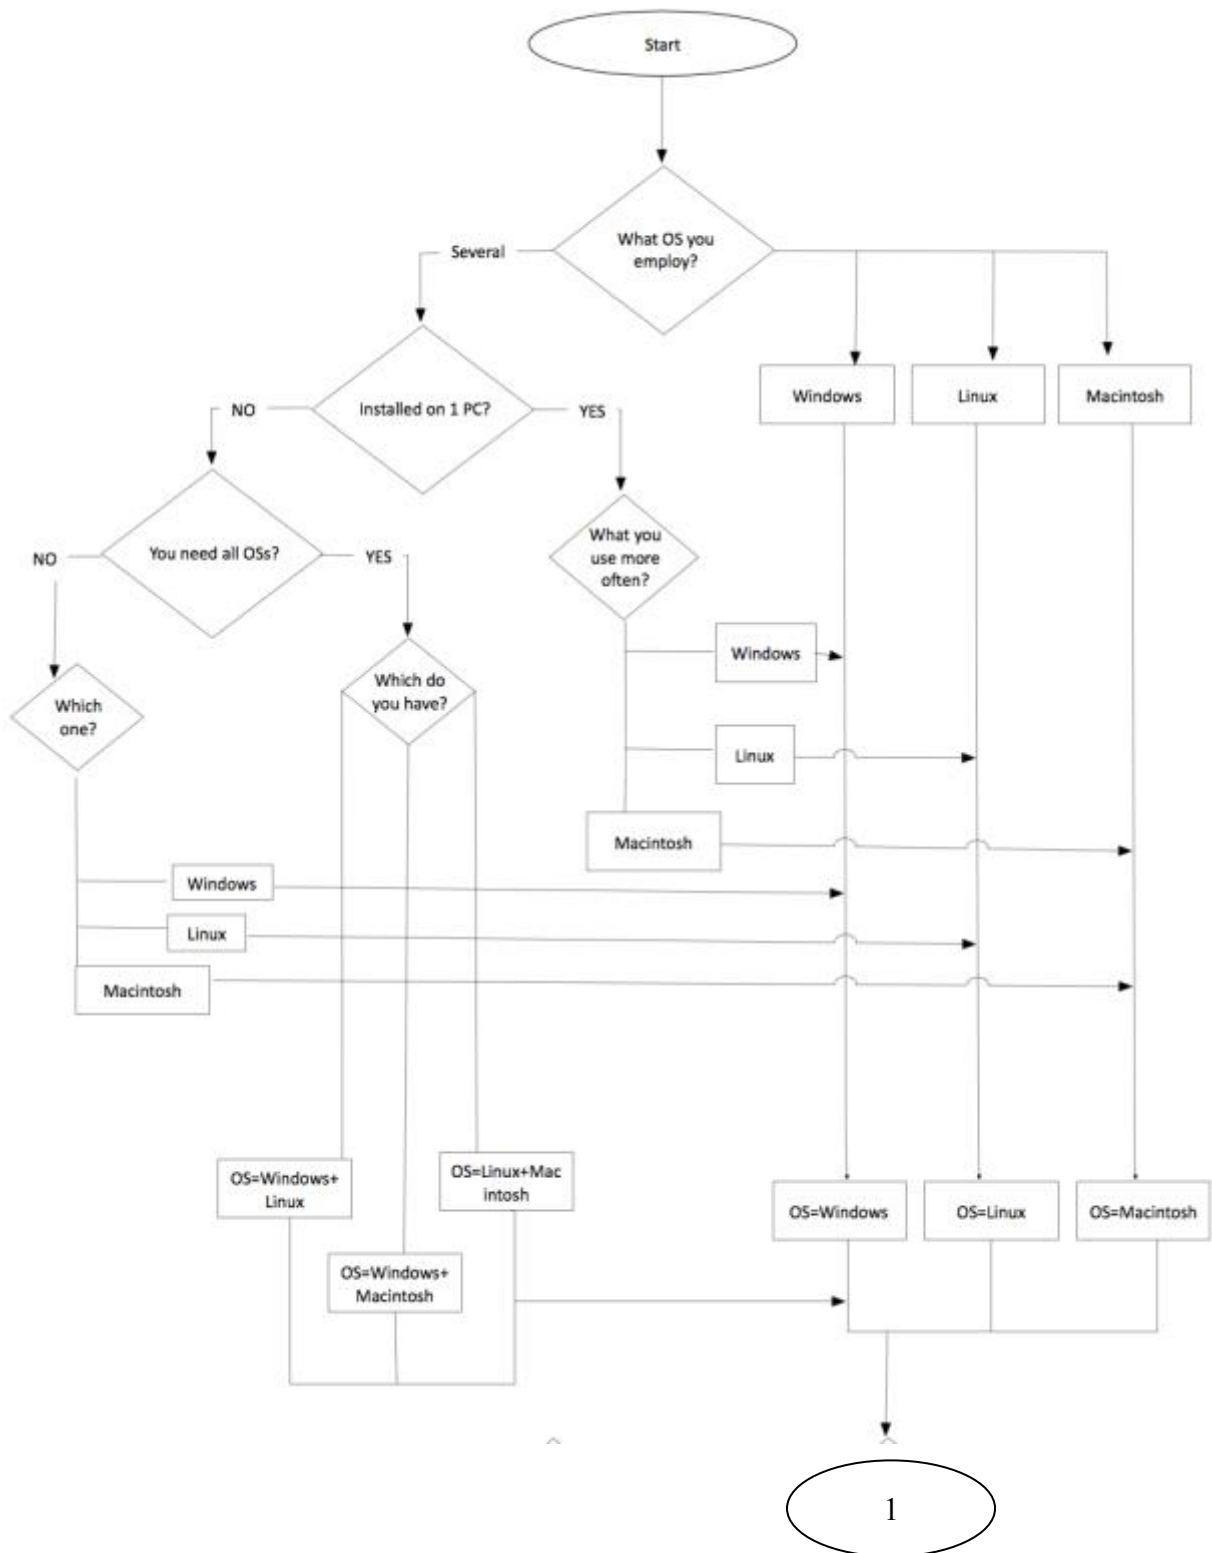 Start
What OS you
employ?
Several
Installed on 1 PC?
NO
YES
Windows
Linux
Macintosh
You need all OSs?
NO
YES
What you
use more
often?
Which
one?
Which do
you have?
Windows
Linux
Macintosh
Windows
Linux
Macintosh
OS=Windows+
Linux
OS=Linux+Mac
intosh
OS=Windows+
Macintosh
OS=Windows
OS=Linux
OS=Macintosh
1